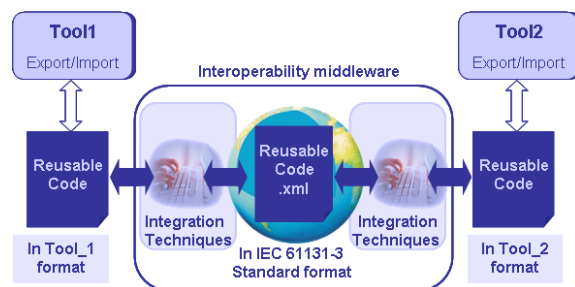 Tool1
Export/Import
Tool2
Export/Import
Interoperability middleware
Reusable
Code
Integration
Techniques
Reusable
Code
.xml
Integration
Techniques
Reusable
Code
In Tool_1
format
In IEC 61131-3
Standard format
In Tool_2
format